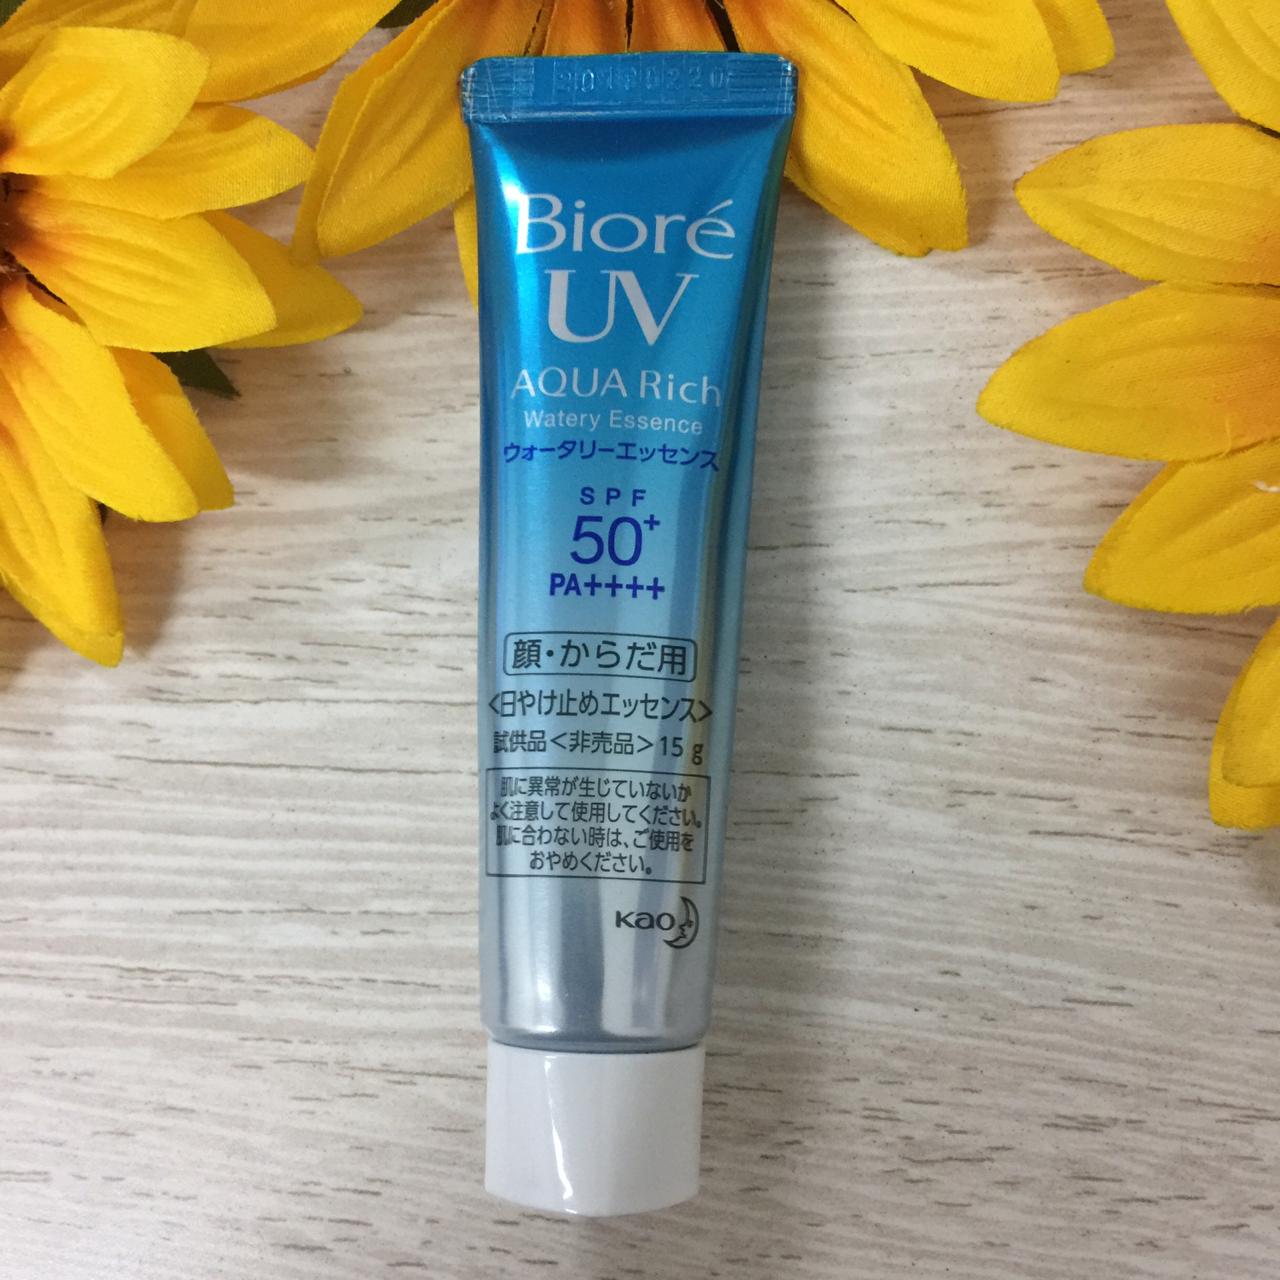 Bioré
UV
AQUA Rich
Watery Essence
ウォータリーエッセンス
SPF
50+
PA++++
顔・からだ用
<日やけ止めエッセンス>
試供品<非売品>15g
肌に異常が生じていないか
よく注意して使用してください。
肌に合わない時は、ご使用を
おやめください。
Kao